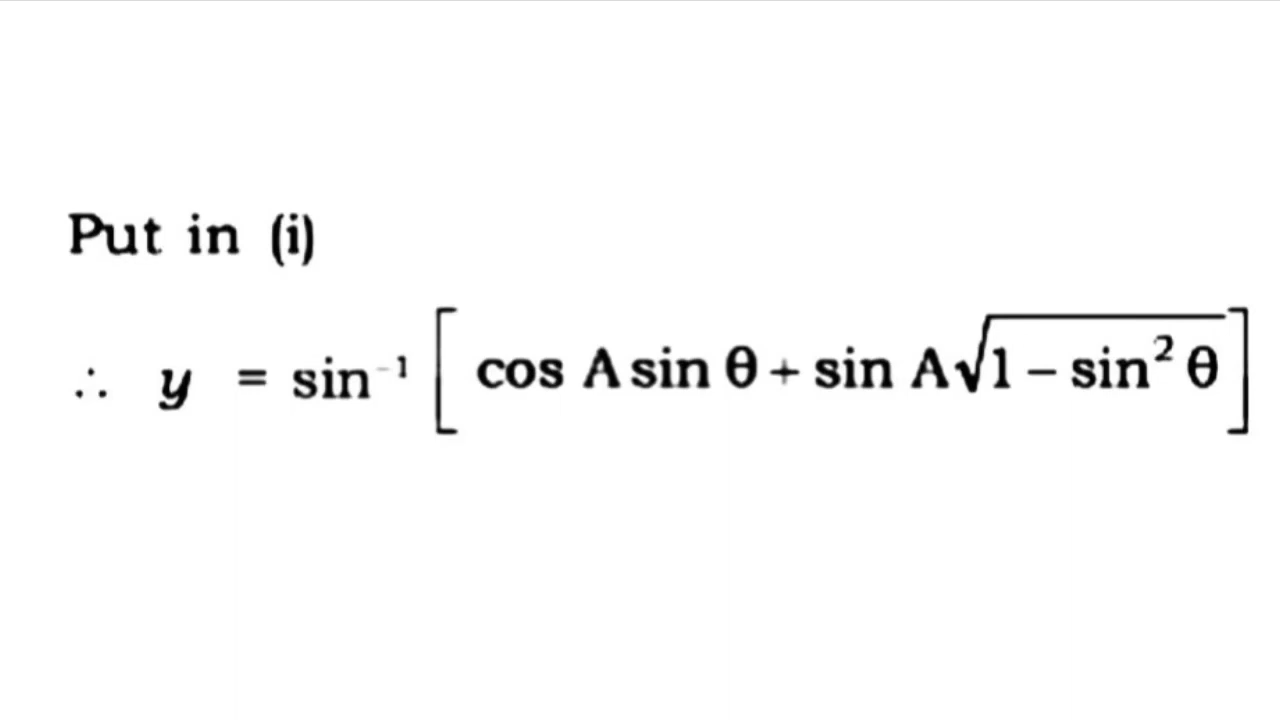 Put in (i)
∴ y = sin⁻¹ [ cos A sin θ + sin A √(1 − sin² θ) ]